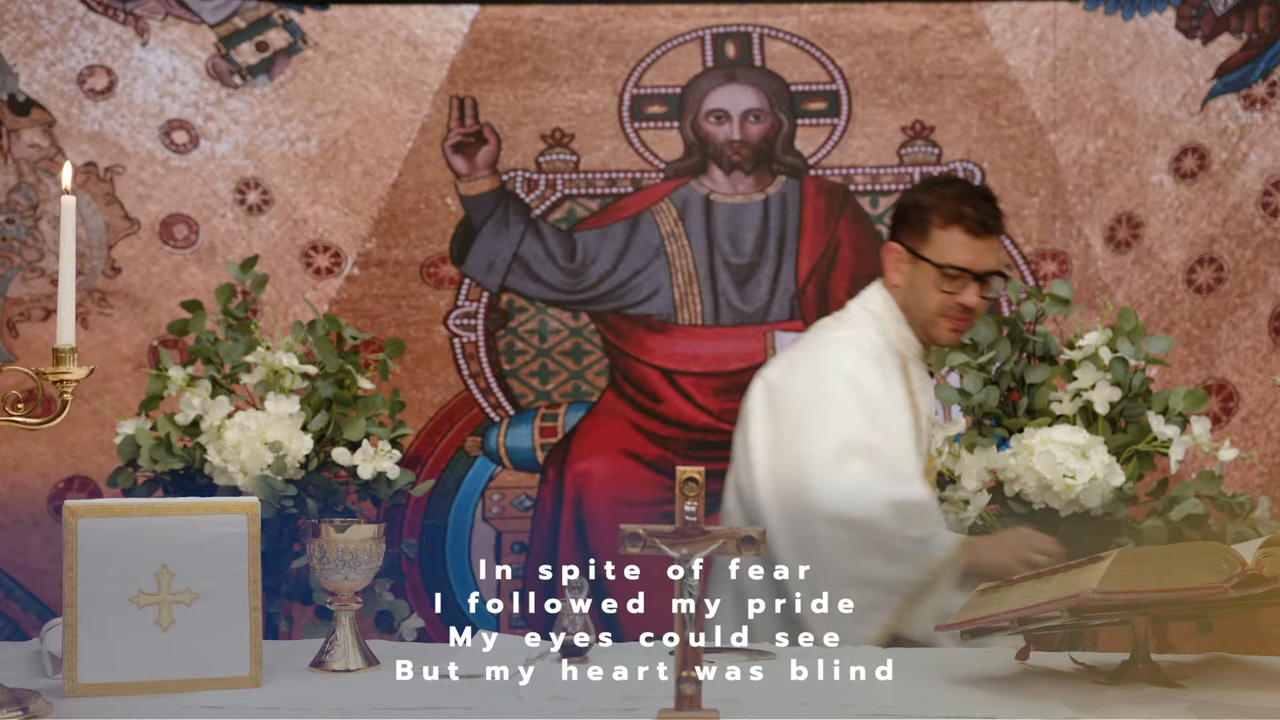 In spite of fear
I followed my pride
My eyes could see
But my heart was blind